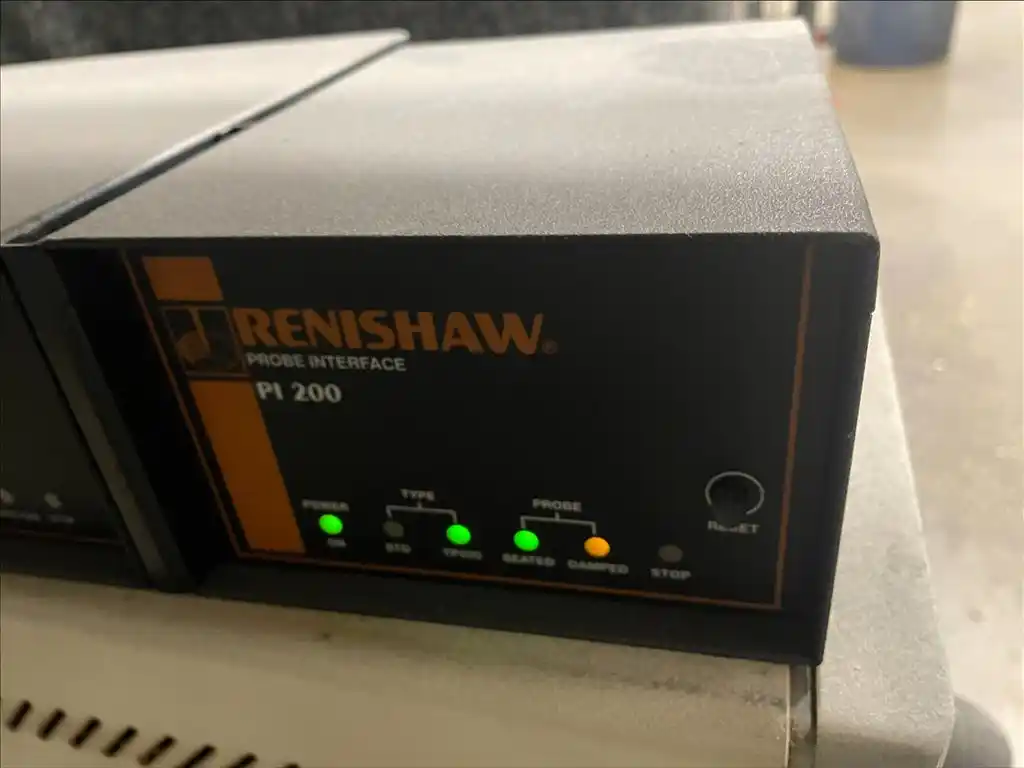 RENISHAW®
PROBE INTERFACE
PI 200
TYPE
PROBE
POWER
ON
STD
TP200
SEATED
DAMPED
STOP
RESET